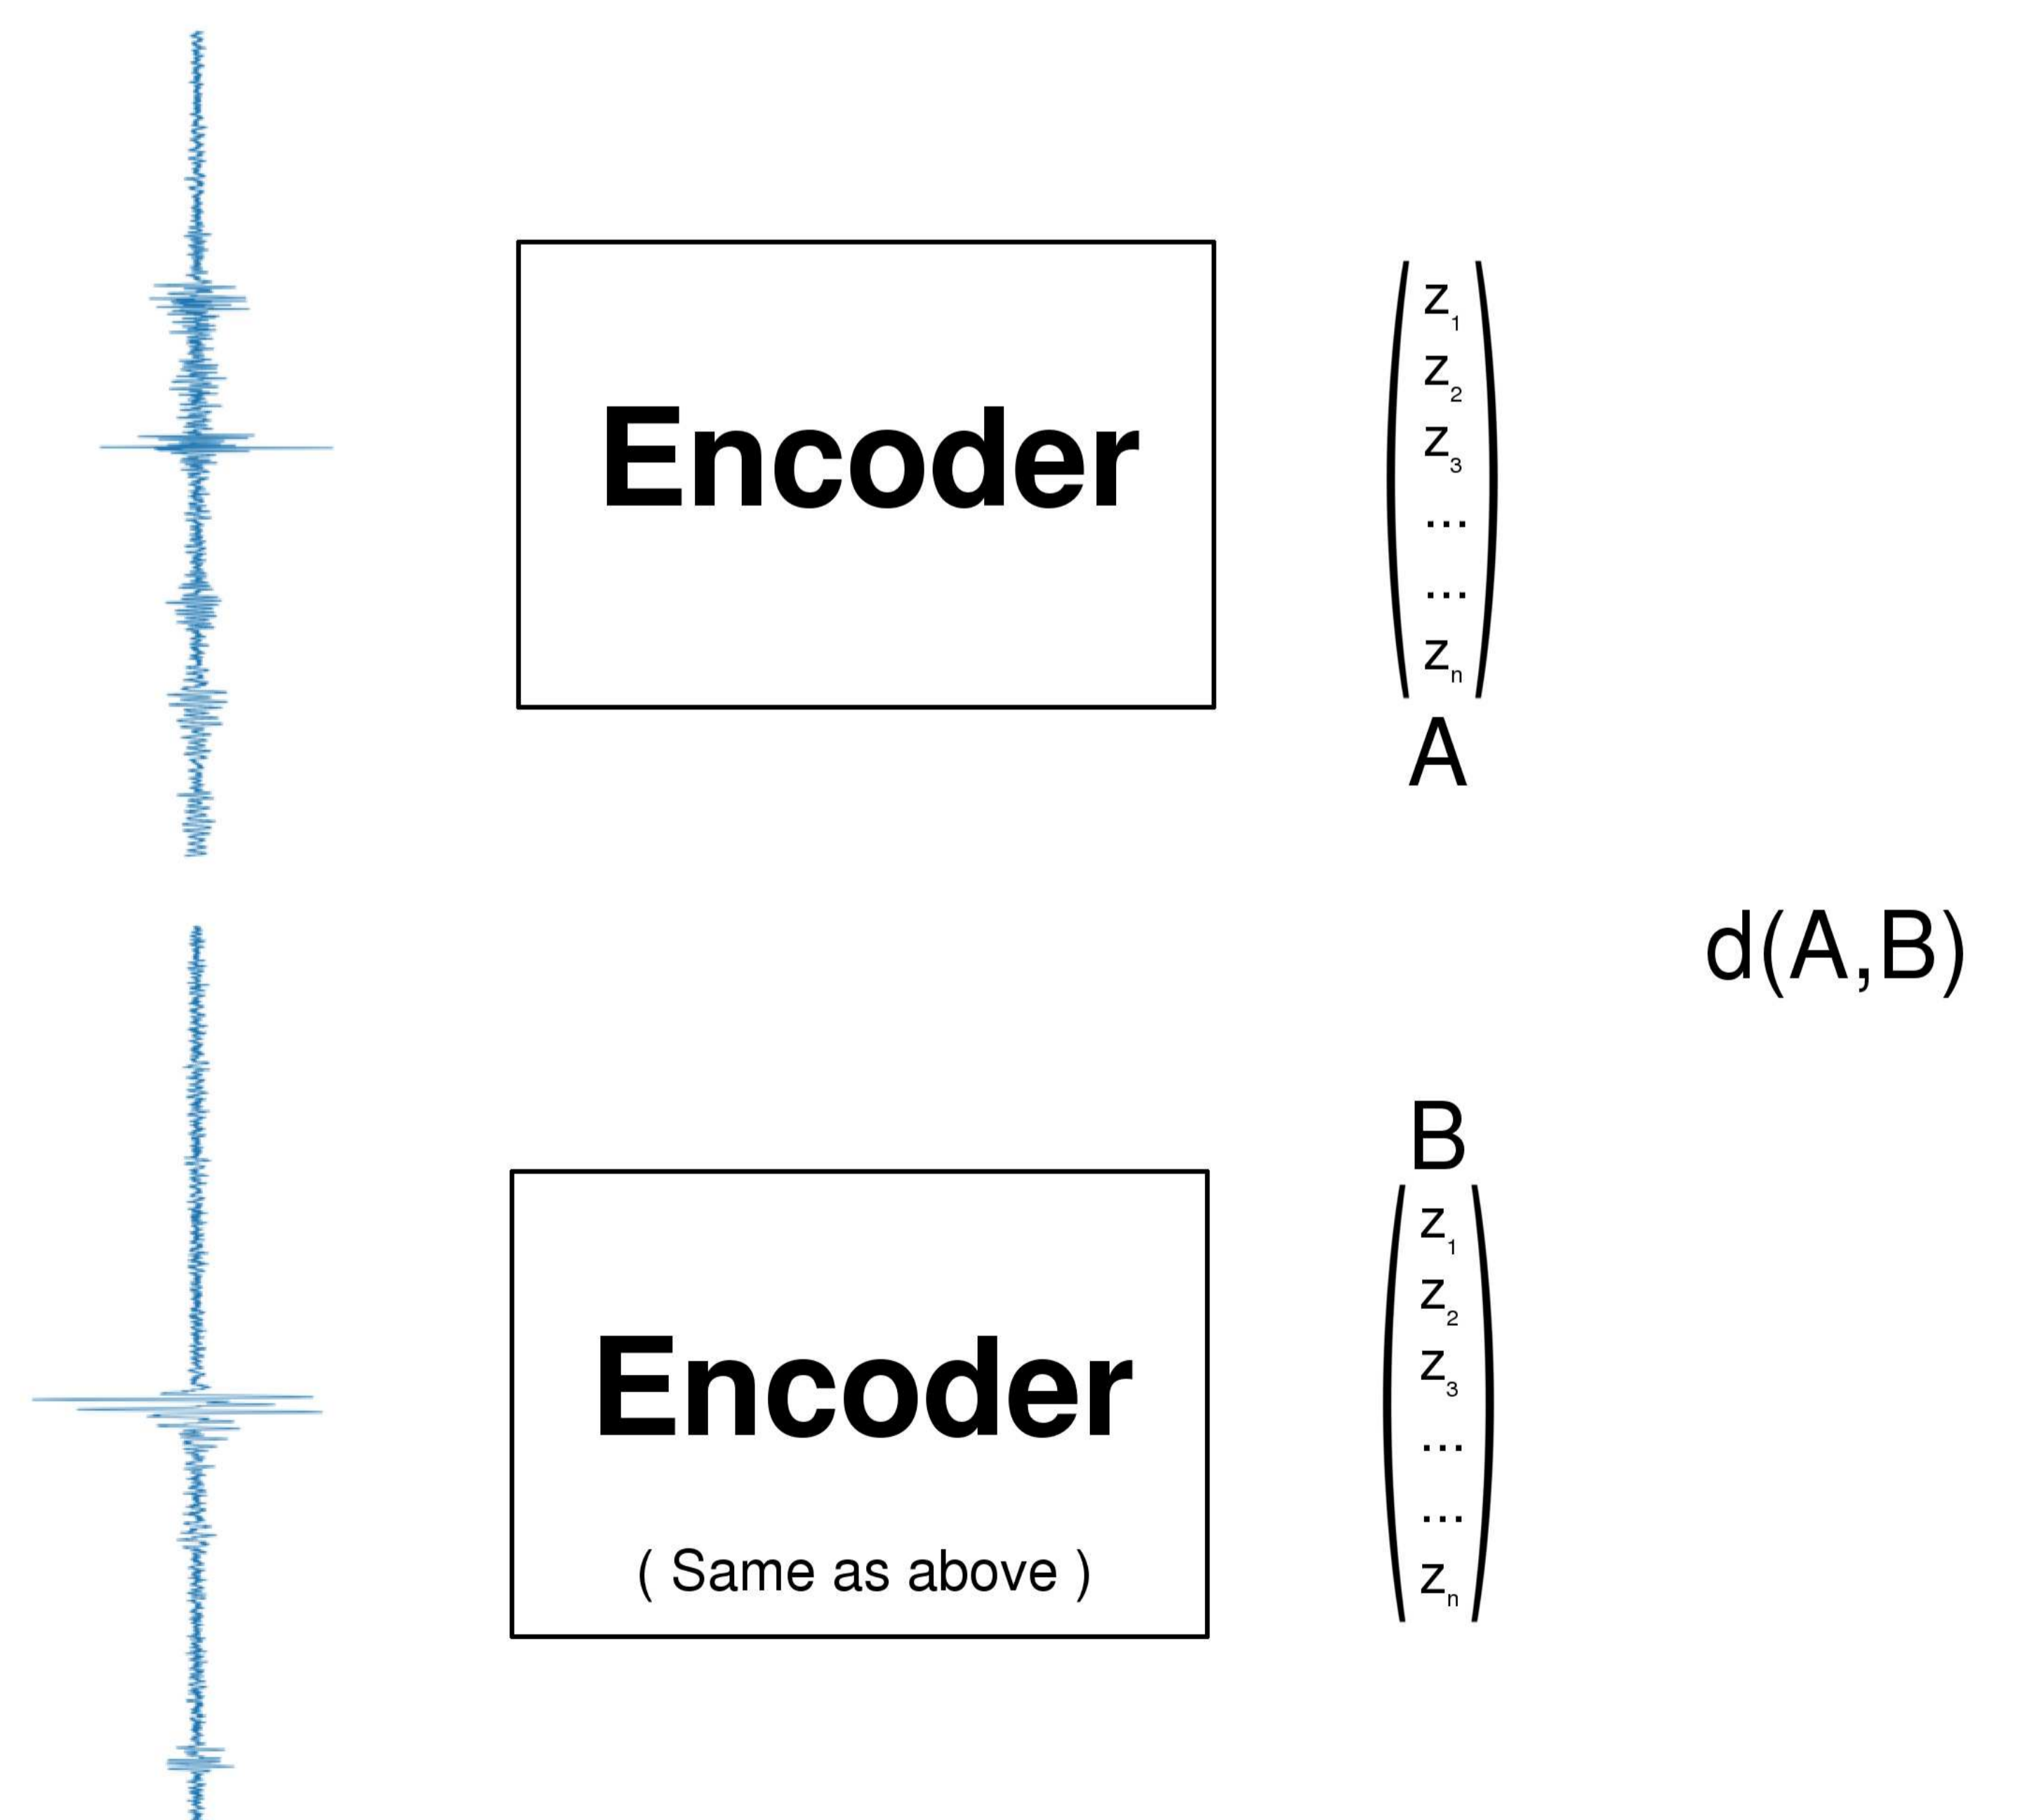 Encoder
z₁
z₂
z₃
...
...
zₙ
A
d(A,B)
B
Encoder
( Same as above )
z₁
z₂
z₃
...
...
zₙ